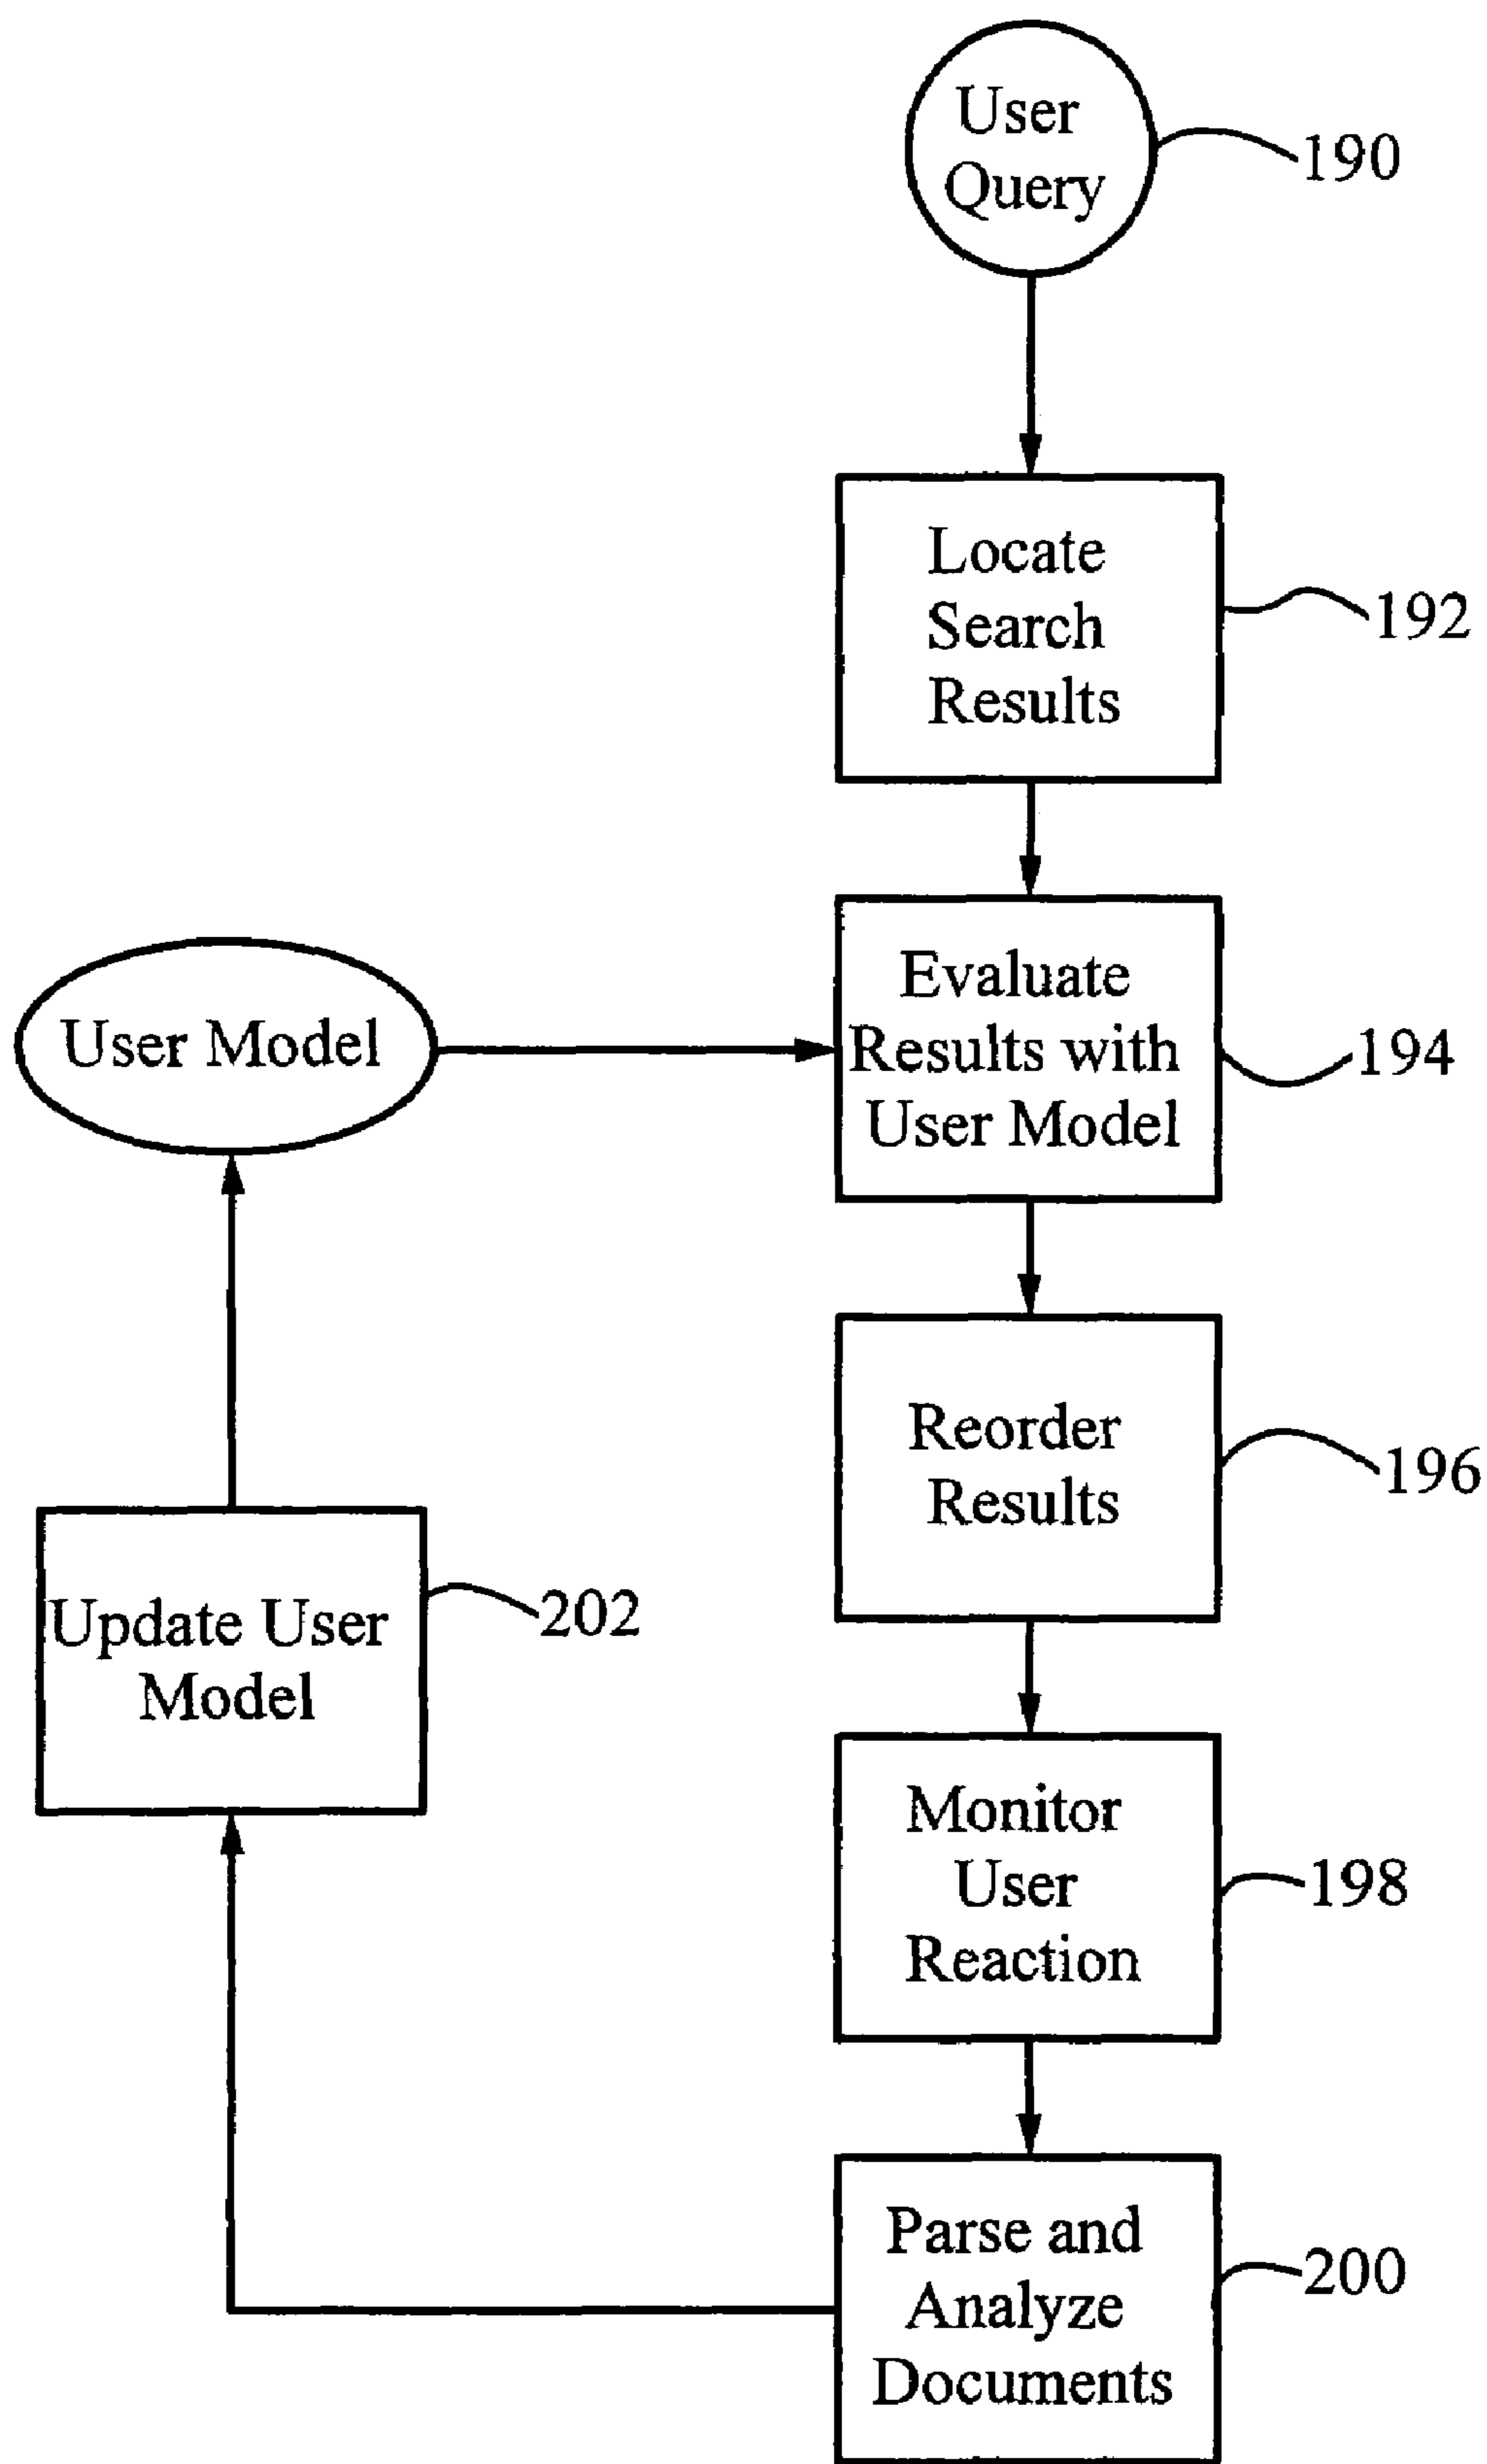 User
Query
190
Locate
Search
Results
192
Evaluate
Results with
User Model
194
User Model
Reorder
Results
196
Update User
Model
202
Monitor
User
Reaction
198
Parse and
Analyze
Documents
200